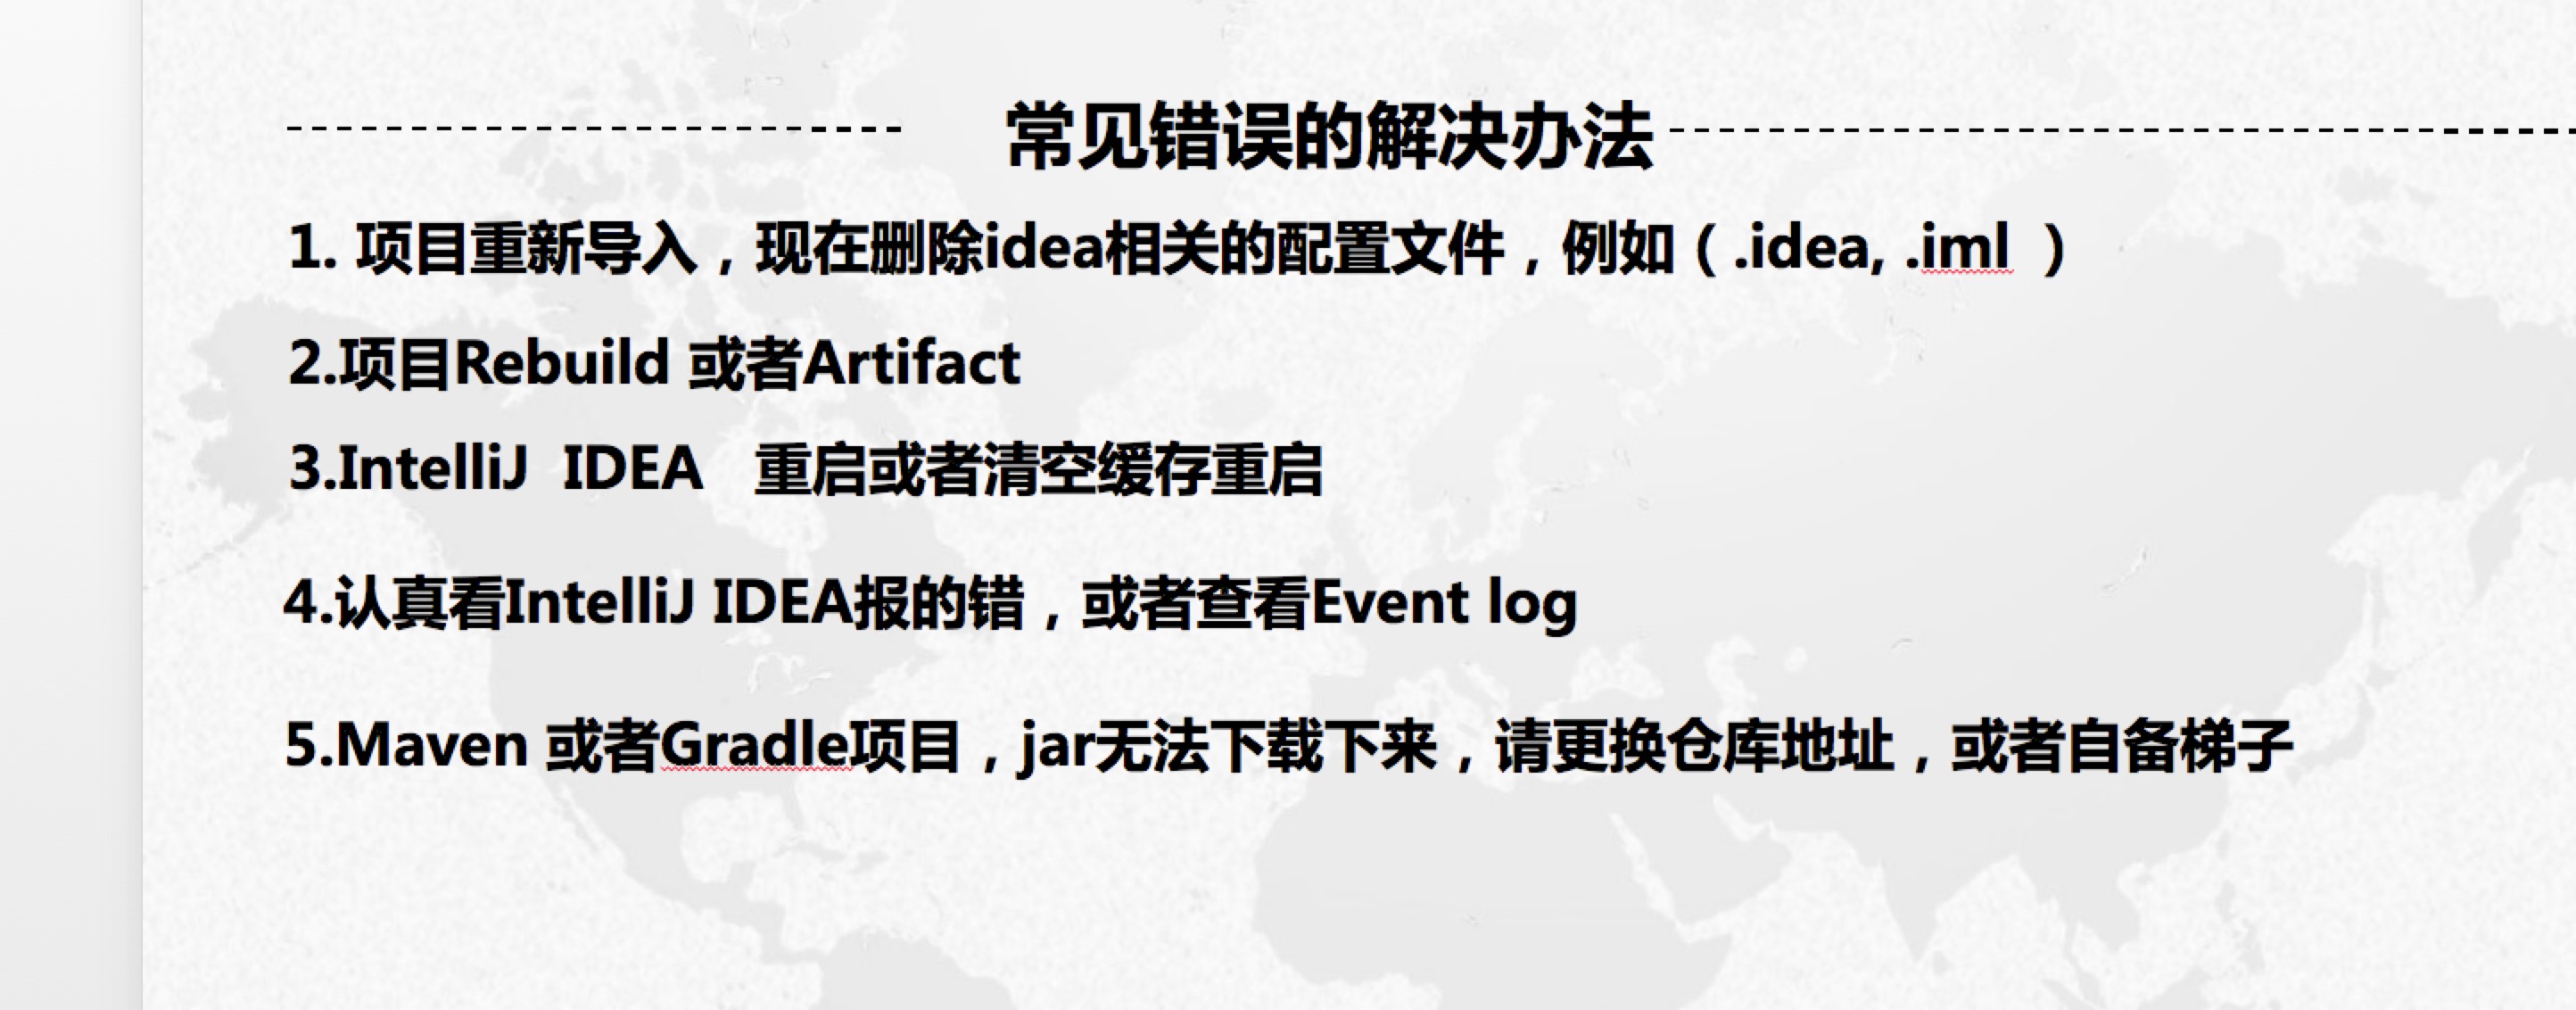 常见错误的解决办法
1. 项目重新导入，现在删除idea相关的配置文件，例如（.idea, .iml ）
2.项目Rebuild 或者Artifact
3.IntelliJ IDEA 重启或者清空缓存重启
4.认真看IntelliJ IDEA报的错，或者查看Event log
5.Maven 或者Gradle项目，jar无法下载下来，请更换仓库地址，或者自备梯子